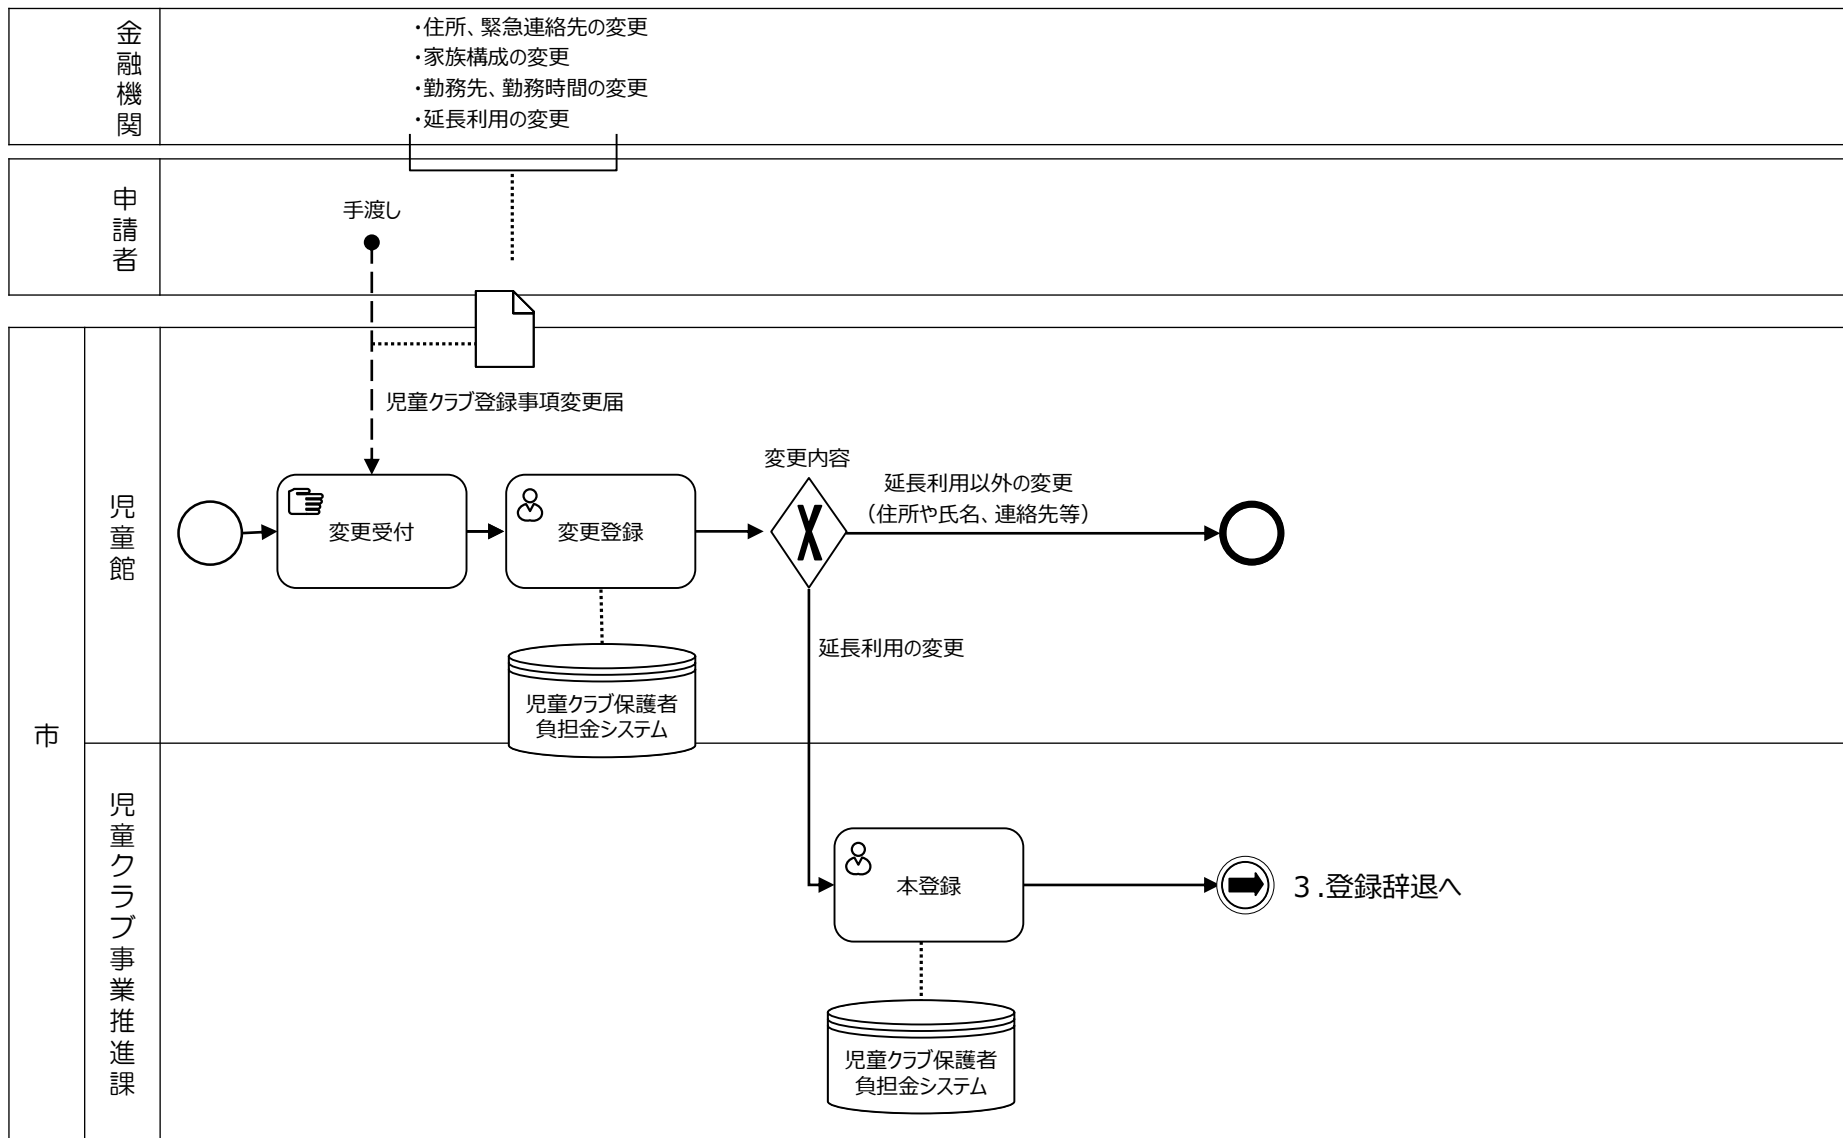 金融機関
・住所、緊急連絡先の変更
・家族構成の変更
・勤務先、勤務時間の変更
・延長利用の変更
申請者
手渡し
児童クラブ登録事項変更届
市
児童館
変更受付
変更登録
変更内容
延長利用以外の変更
（住所や氏名、連絡先等）
延長利用の変更
児童クラブ保護者
負担金システム
児童クラブ事業推進課
本登録
３.登録辞退へ
児童クラブ保護者
負担金システム